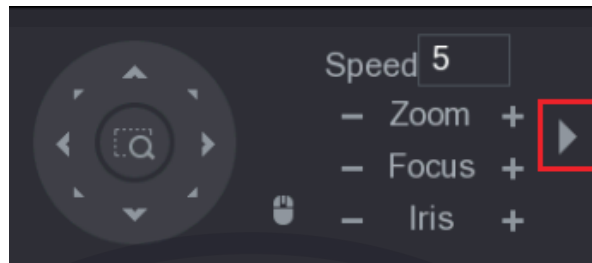 Speed 5
− Zoom +
− Focus +
− Iris +